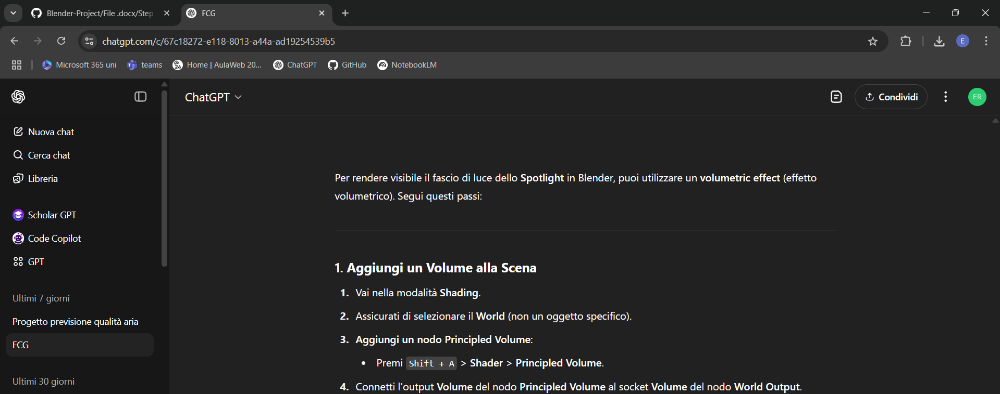 Blender-Project/File .docx/Step
FCG
chatgpt.com/c/67c18272-e118-8013-a44a-ad19254539b5
E
Microsoft 365 uni
teams
Home | AulaWeb 20...
ChatGPT
GitHub
NotebookLM
ChatGPT
Condividi
ER
Nuova chat
Cerca chat
Libreria
Scholar GPT
Code Copilot
GPT
Ultimi 7 giorni
Progetto previsione qualità aria
FCG
Ultimi 30 giorni
Per rendere visibile il fascio di luce dello Spotlight in Blender, puoi utilizzare un volumetric effect (effetto
volumetrico). Segui questi passi:
1. Aggiungi un Volume alla Scena
1. Vai nella modalità Shading.
2. Assicurati di selezionare il World (non un oggetto specifico).
3. Aggiungi un nodo Principled Volume:
• Premi Shift + A > Shader > Principled Volume.
4. Connetti l'output Volume del nodo Principled Volume al socket Volume del nodo World Output.